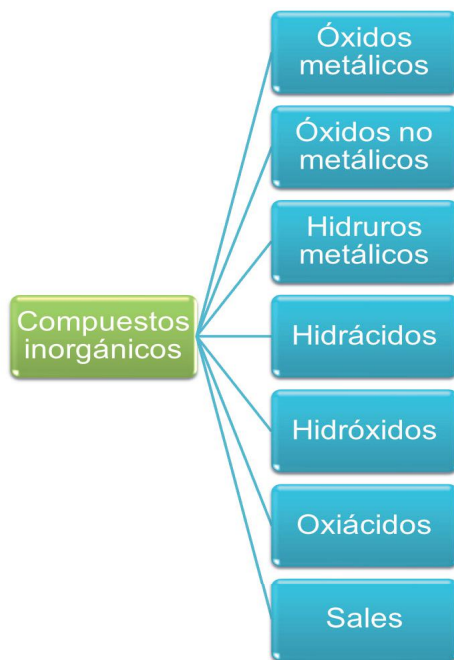 Óxidos
metálicos
Óxidos no
metálicos
Hidruros
metálicos
Compuestos
inorgánicos
Hidrácidos
Hidróxidos
Oxiácidos
Sales